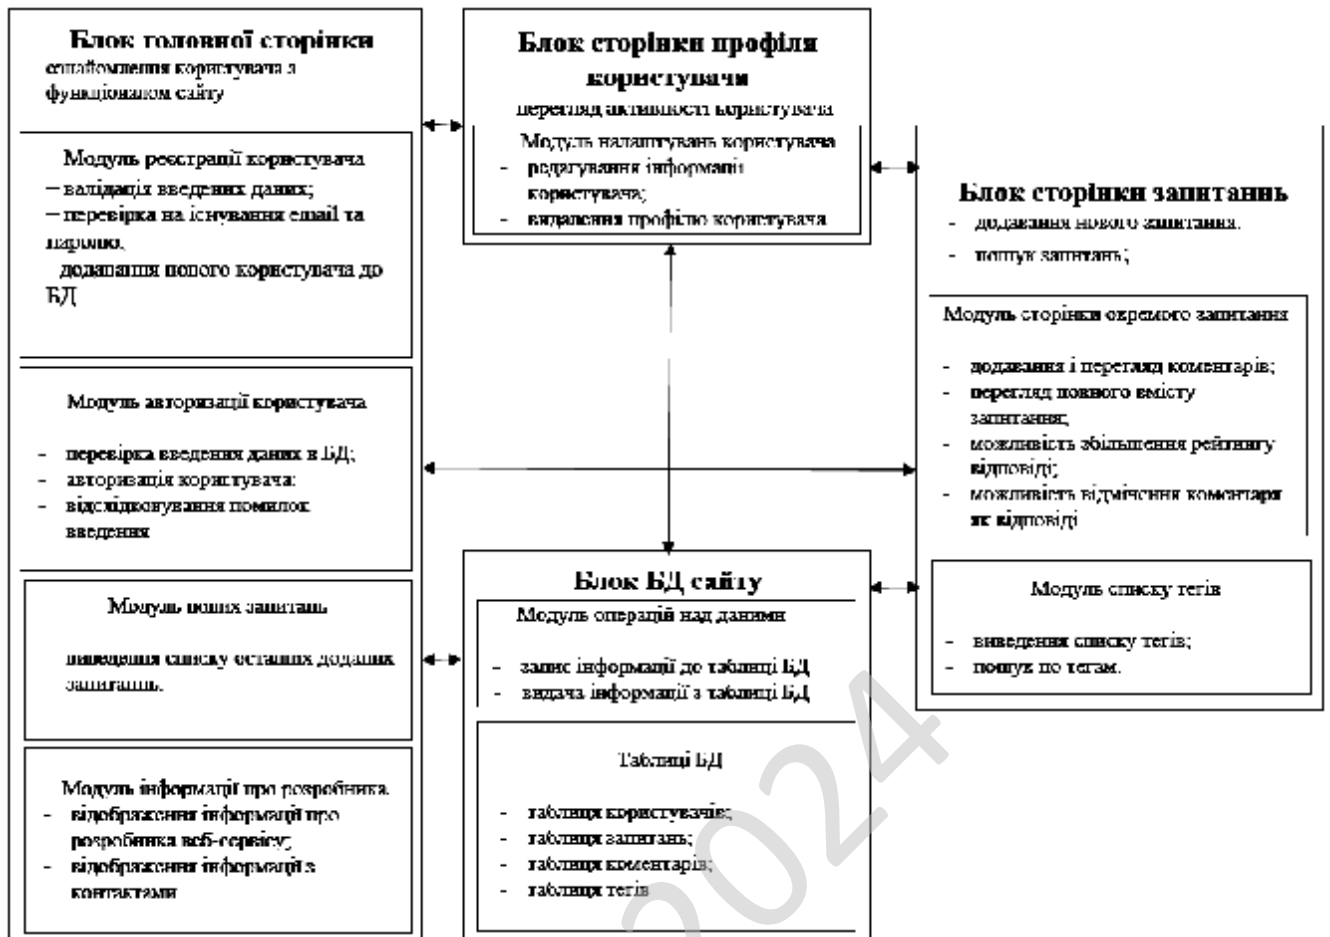 Блок головної сторінки
ознайомлення користувача з
функціоналом сайту
Модуль реєстрації користувача
– валідація введених даних;
– перевірка на існування email та
паролю;
додавання нового користувача до
БД
Модуль авторизації користувача
- перевірка введення даних в БД;
- авторизація користувача;
- відслідковування помилок
введення
Модуль нових запитань
виведення списку останніх доданих
запитаннь.
Модуль інформації про розробника
- відображення інформації про
розробника веб-сервісу;
- відображення інформації з
контактами
Блок сторінки профіля
користувача
перегляд активності користувача
Модуль налаштувань користувача
- редагування інформації
користувача;
- видалення профілю користувача
Блок БД сайту
Модуль операцій над даними
- запис інформації до таблиці БД
- видача інформації з таблиці БД
Таблиці БД
- таблиця користувачів;
- таблиця запитань;
- таблиця коментарів;
- таблиця тегів
Блок сторінки запитаннь
- додавання нового запитання.
- пошук запитань;
Модуль сторінки окремого запитання
- додавання і перегляд коментарів;
- перегляд повного вмісту
запитання;
- можливість збільшення рейтингу
відповіді;
- можливість відмічення коментаря
як відповіді
Модуль списку тегів
- виведення списку тегів;
- пошук по тегам.
2024